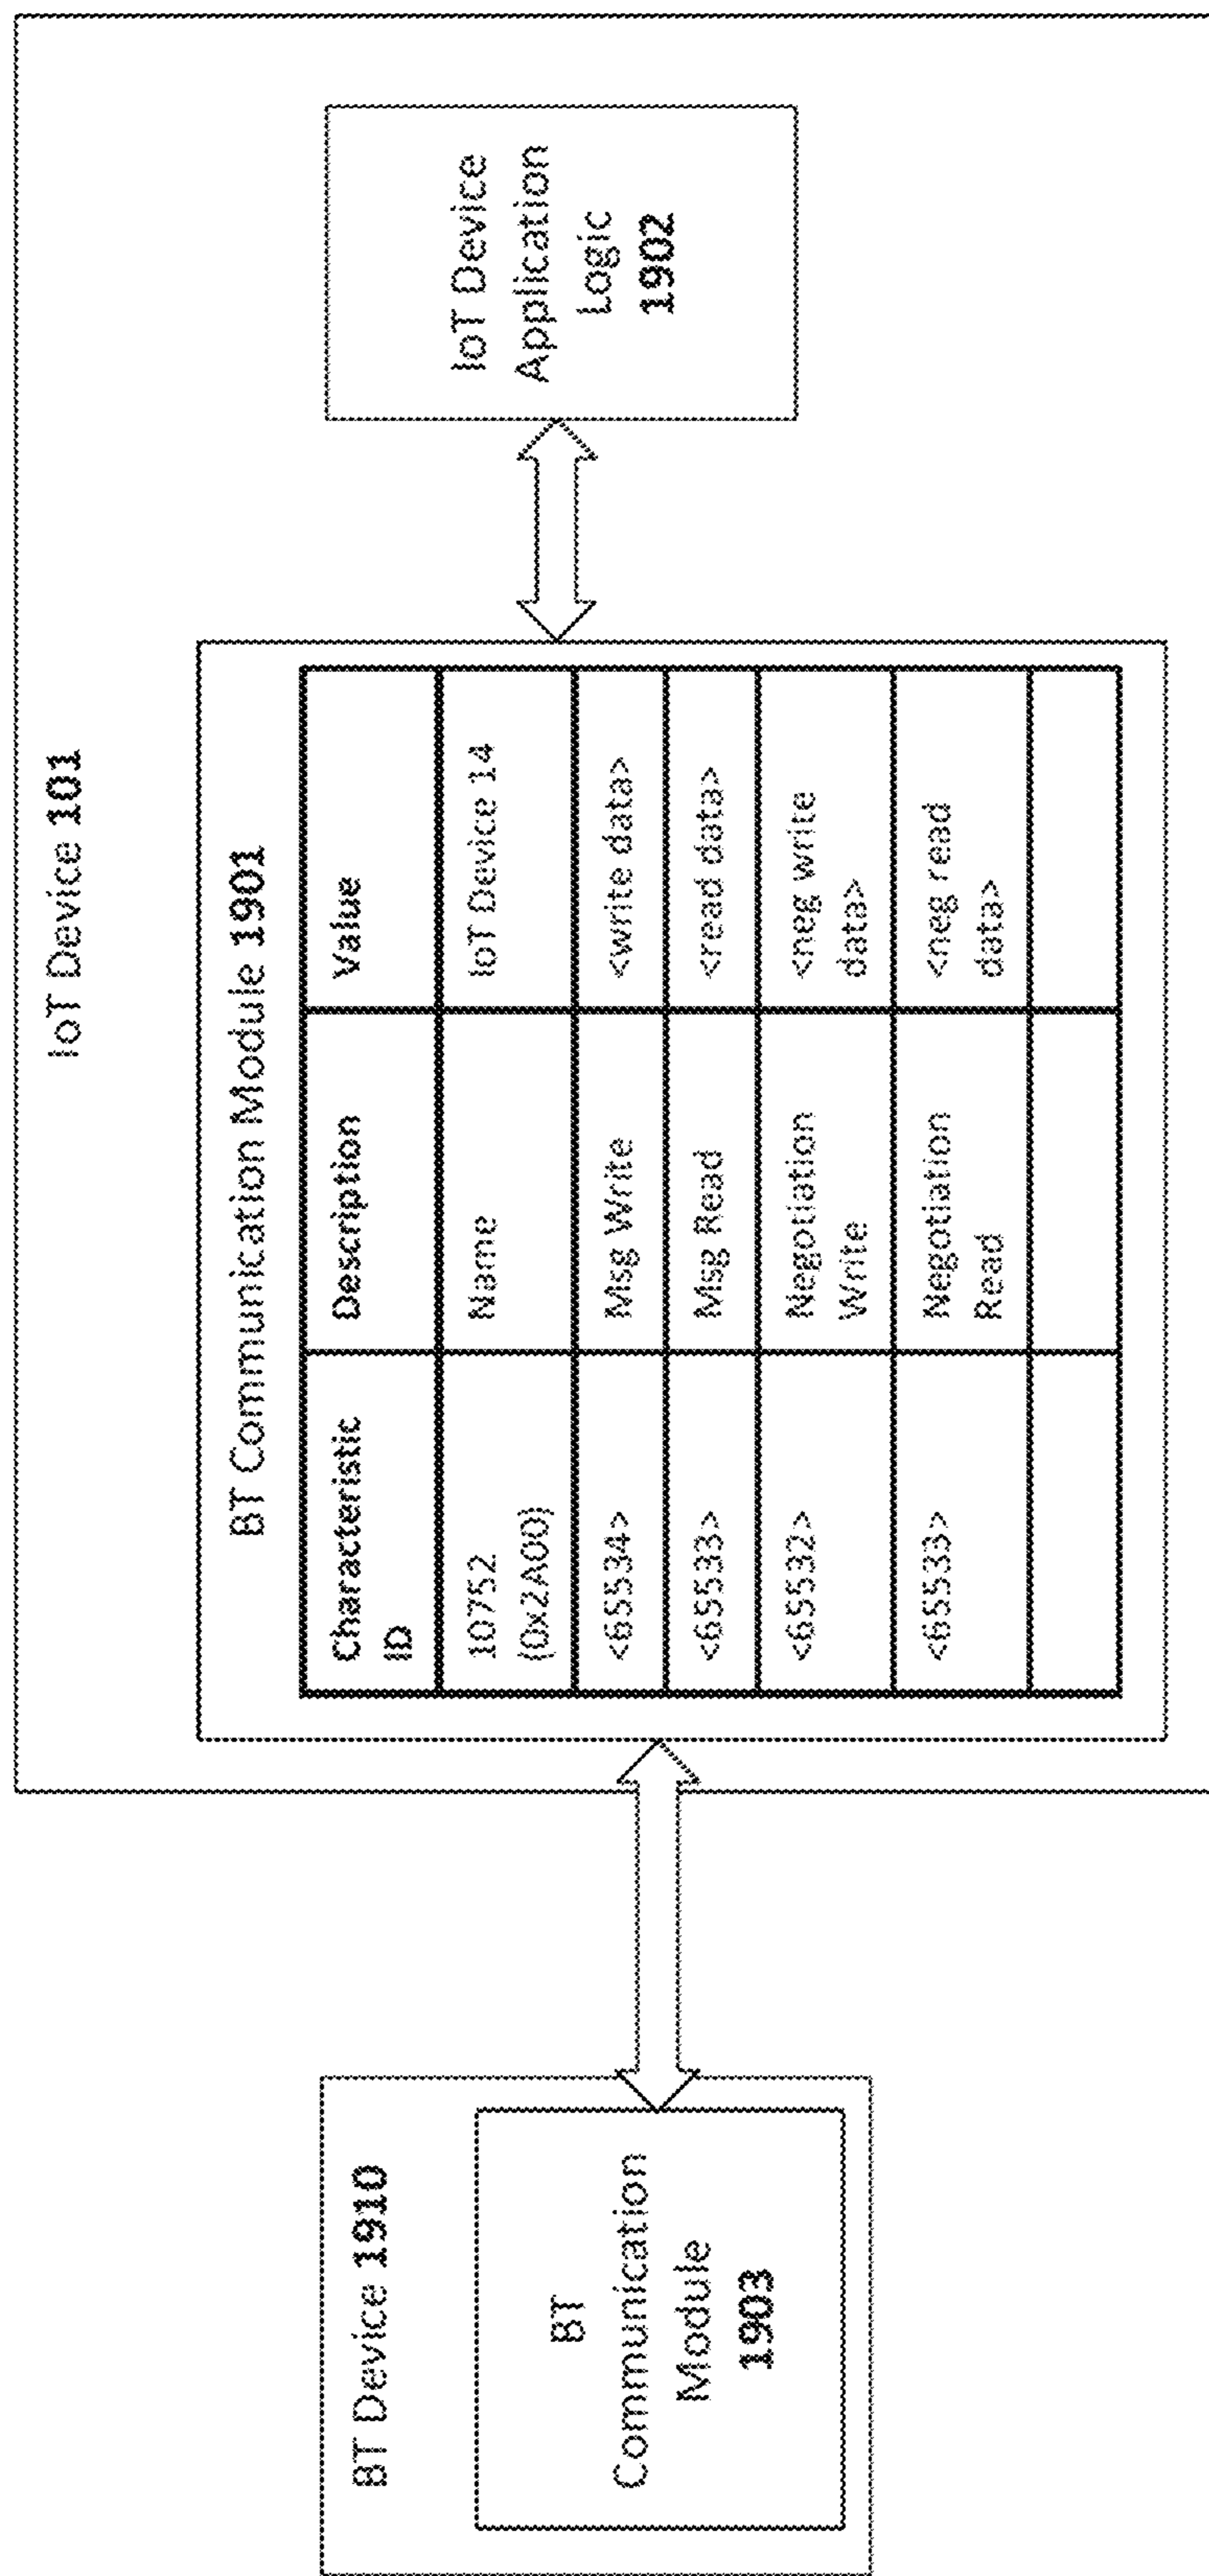 IoT Device 101
BT Communication Module 1901
Characteristic
ID
Description
Value
10752
(0x2A00)
Name
IoT Device 14
<65534>
Msg Write
<write data>
<65533>
Msg Read
<read data>
<65532>
Negotiation
Write
<neg write
data>
<65533>
Negotiation
Read
<neg read
data>
IoT Device
Application
Logic
1902
BT Device 1910
BT
Communication
Module
1903